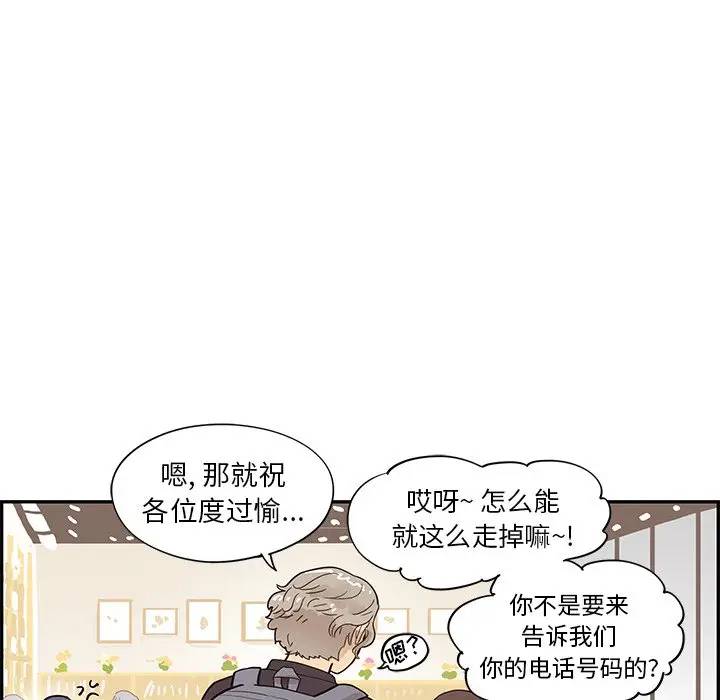 嗯, 那就祝
各位度过愉...
哎呀~ 怎么能
就这么走掉嘛~!
你不是要来
告诉我们
你的电话号码的?
嗯?